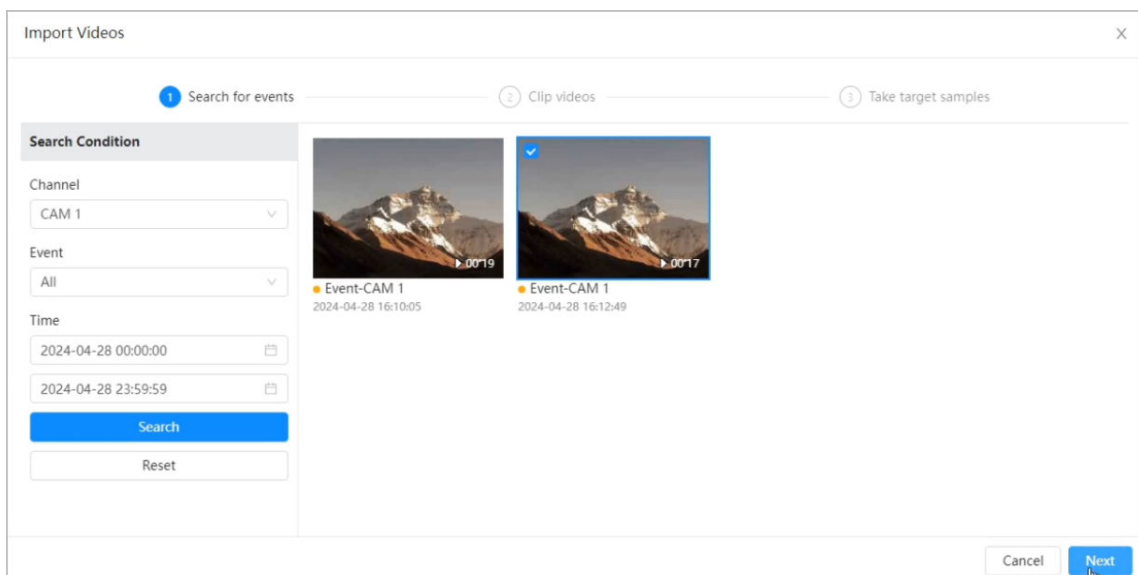 Import Videos
1 Search for events 2 Clip videos 3 Take target samples
Search Condition
Channel
CAM 1
Event
All
Time
2024-04-28 00:00:00
2024-04-28 23:59:59
Search
Reset
00:19 00:17
Event-CAM 1 Event-CAM 1
2024-04-28 16:10:05 2024-04-28 16:12:49
Cancel Next